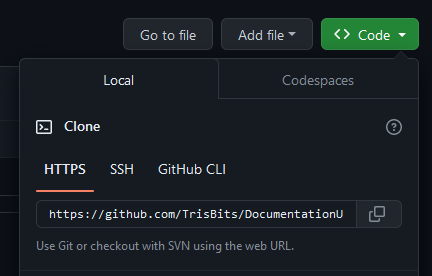 Go to file Add file <> Code
Local Codespaces
Clone
HTTPS SSH GitHub CLI
https://github.com/TrisBits/DocumentationU
Use Git or checkout with SVN using the web URL.